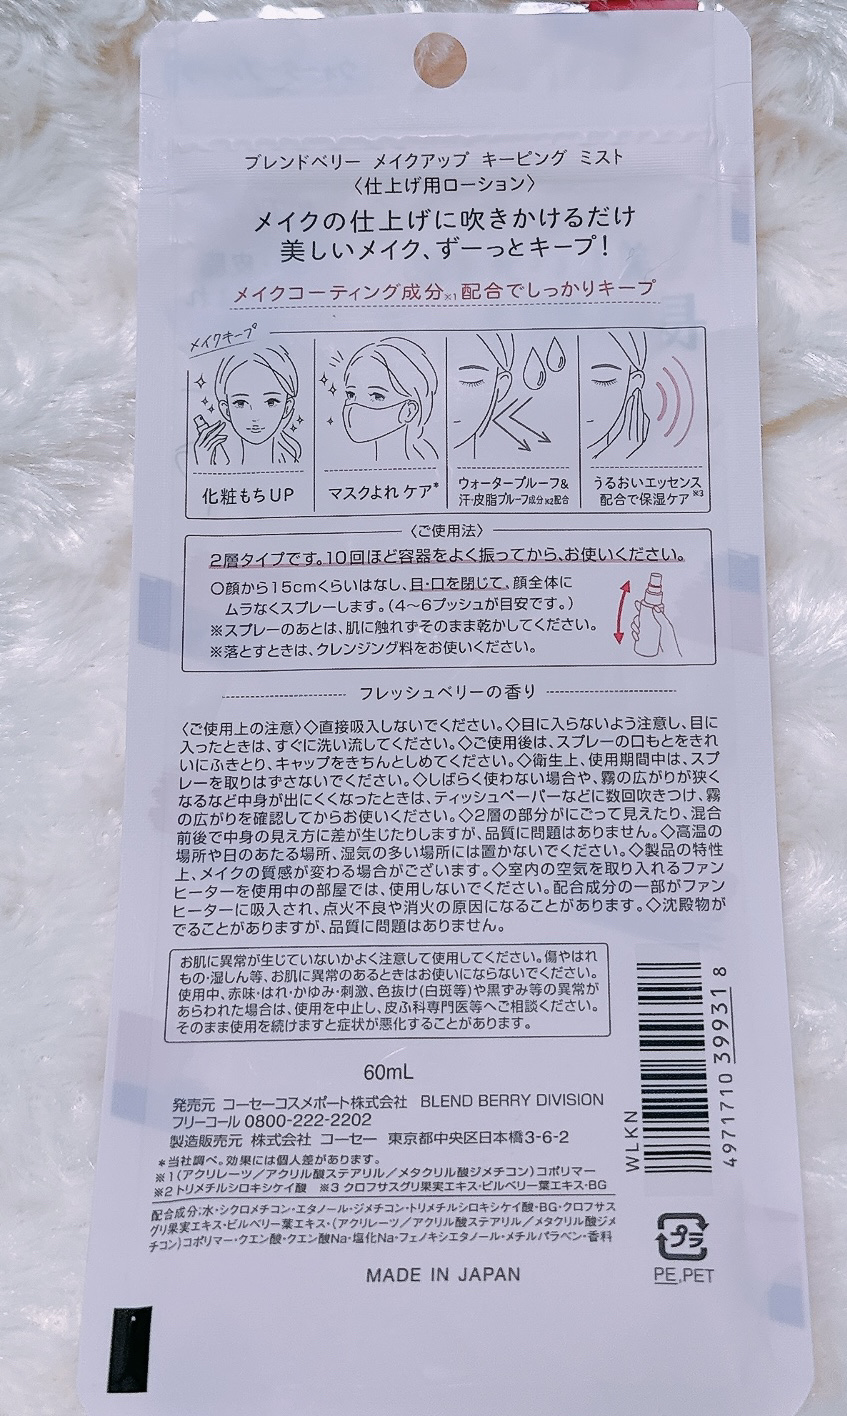 ブレンドベリー メイクアップ キーピング ミスト
〈仕上げ用ローション〉
メイクの仕上げに吹きかけるだけ
美しいメイク、ずーっとキープ！
メイクコーティング成分※1配合でしっかりキープ
メイクキープ
化粧もちUP
マスクよれケア*
ウォータープルーフ&
汗・皮脂プルーフ成分※2配合
うるおいエッセンス
配合で保湿ケア※3
〈ご使用法〉
2層タイプです。10回ほど容器をよく振ってから、お使いください。
○顔から15cmくらいはなし、目・口を閉じて、顔全体に
ムラなくスプレーします。（4〜6プッシュが目安です。）
※スプレーのあとは、肌に触れずそのまま乾かしてください。
※落とすときは、クレンジング料をお使いください。
フレッシュベリーの香り
〈ご使用上の注意〉◇直接吸入しないでください。◇目に入らないよう注意し、目に
入ったときは、すぐに洗い流してください。◇ご使用後は、スプレーの口もとをきれ
いにふきとり、キャップをきちんとしめてください。◇衛生上、使用期間中は、スプ
レーを取りはずさないでください。◇しばらく使わない場合や、霧の広がりが狭く
なるなど中身が出にくくなったときは、ティッシュペーパーなどに数回吹きつけ、霧
の広がりを確認してからお使いください。◇2層の部分がにごって見えたり、混合
前後で中身の見え方に差が生じたりしますが、品質に問題はありません。◇高温の
場所や日のあたる場所、湿気の多い場所には置かないでください。◇製品の特性
上、メイクの質感が変わる場合がございます。◇室内の空気を取り入れるファン
ヒーターを使用中の部屋では、使用しないでください。配合成分の一部がファン
ヒーターに吸入され、点火不良や消火の原因になることがあります。◇沈殿物が
でることがありますが、品質に問題はありません。
お肌に異常が生じていないかよく注意して使用してください。傷やはれ
もの・湿しん等、お肌に異常のあるときはお使いにならないでください。
使用中、赤味・はれ・かゆみ・刺激、色抜け（白斑等）や黒ずみ等の異常が
あらわれた場合は、使用を中止し、皮ふ科専門医等へご相談ください。
そのまま使用を続けますと症状が悪化することがあります。
60mL
発売元 コーセーコスメポート株式会社 BLEND BERRY DIVISION
フリーコール 0800-222-2202
製造販売元 株式会社 コーセー 東京都中央区日本橋3-6-2
*当社調べ。効果には個人差があります。
※1（アクリレーツ／アクリル酸ステアリル／メタクリル酸ジメチコン）コポリマー
※2トリメチルシロキシケイ酸 ※3 クロフサスグリ果実エキス・ビルベリー葉エキス・BG
配合成分；水・シクロメチコン・エタノール・ジメチコン・トリメチルシロキシケイ酸・BG・クロフサス
グリ果実エキス・ビルベリー葉エキス・（アクリレーツ／アクリル酸ステアリル／メタクリル酸ジメ
チコン）コポリマー・クエン酸・クエン酸Na・塩化Na・フェノキシエタノール・メチルパラベン・香料
MADE IN JAPAN
WLKN
4971710 399318
プラ
PE,PET